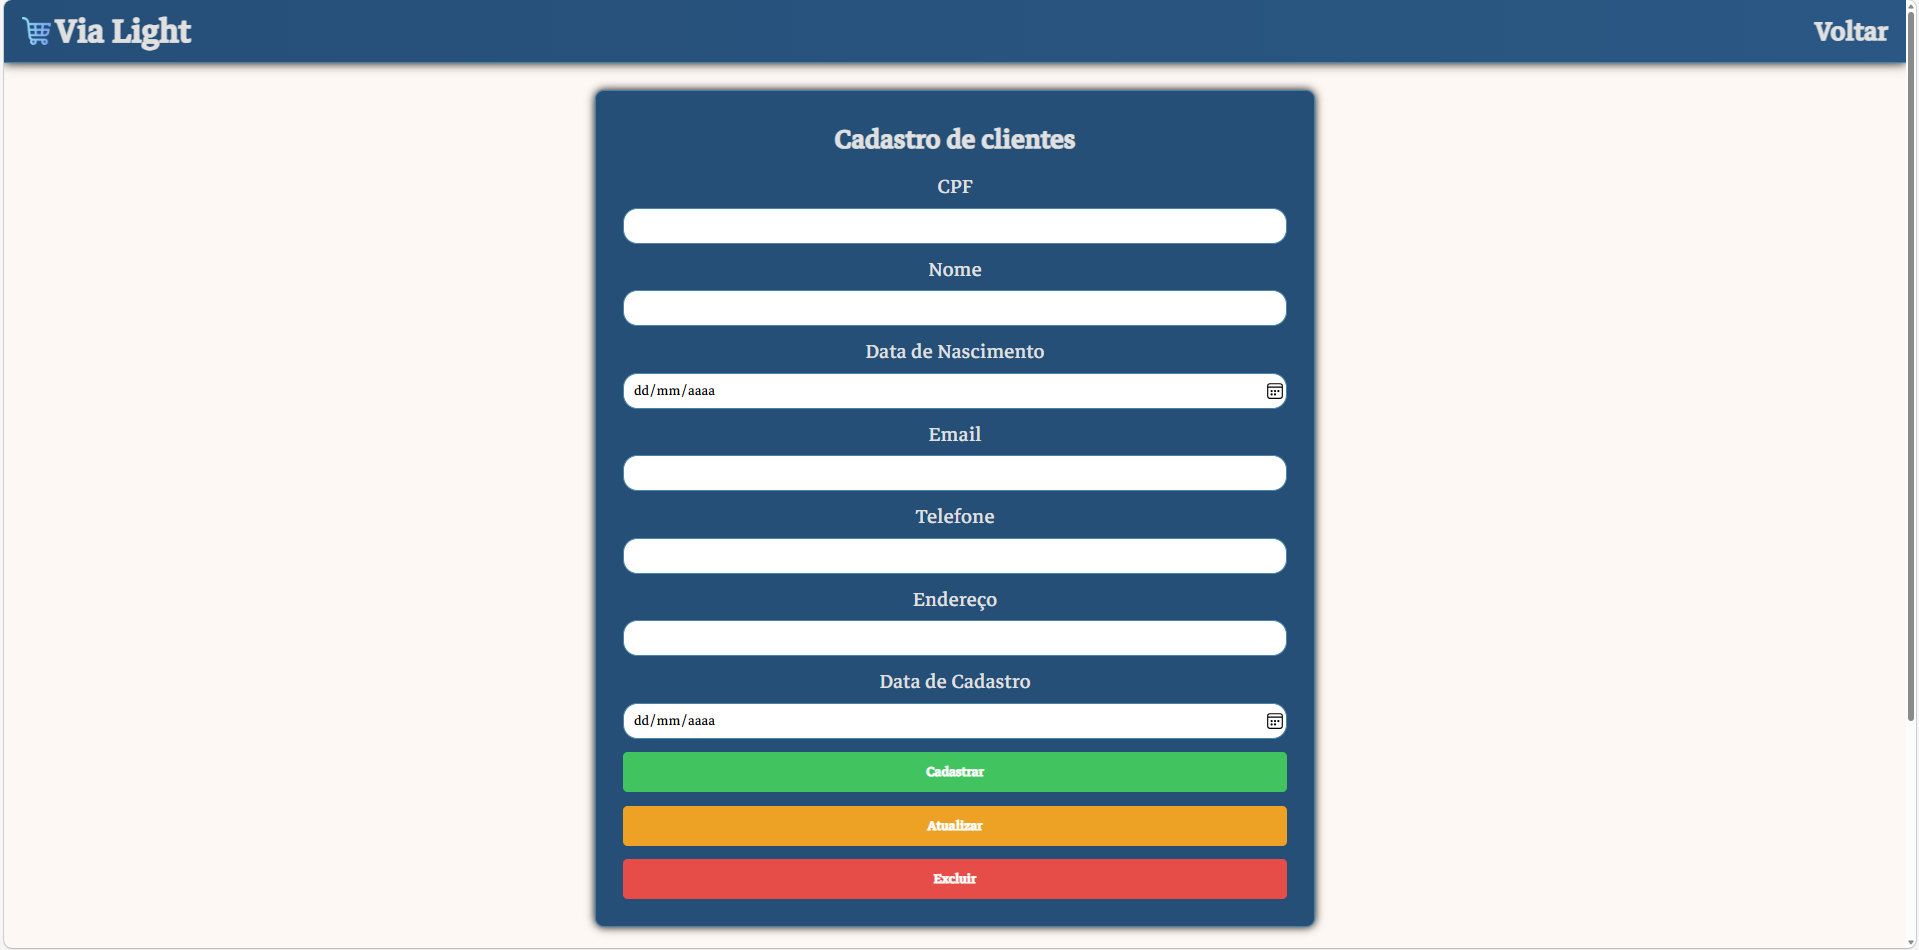 Via Light
Voltar
Cadastro de clientes
CPF
Nome
Data de Nascimento
dd/mm/aaaa
Email
Telefone
Endereço
Data de Cadastro
dd/mm/aaaa
Cadastrar
Atualizar
Excluir